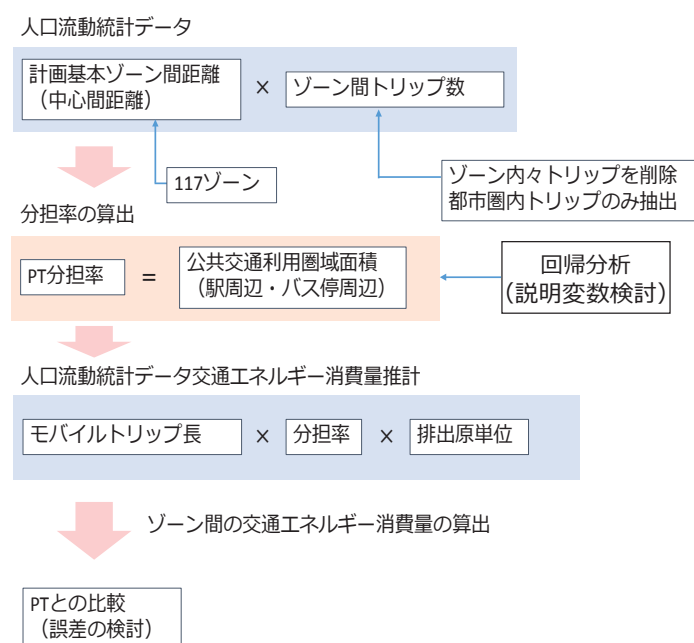 人口流動統計データ
計画基本ゾーン間距離
（中心間距離）
×
ゾーン間トリップ数
117ゾーン
ゾーン内々トリップを削除
都市圏内トリップのみ抽出
分担率の算出
PT分担率
=
公共交通利用圏域面積
（駅周辺・バス停周辺）
回帰分析
（説明変数検討）
人口流動統計データ交通エネルギー消費量推計
モバイルトリップ長
×
分担率
×
排出原単位
ゾーン間の交通エネルギー消費量の算出
PTとの比較
（誤差の検討）